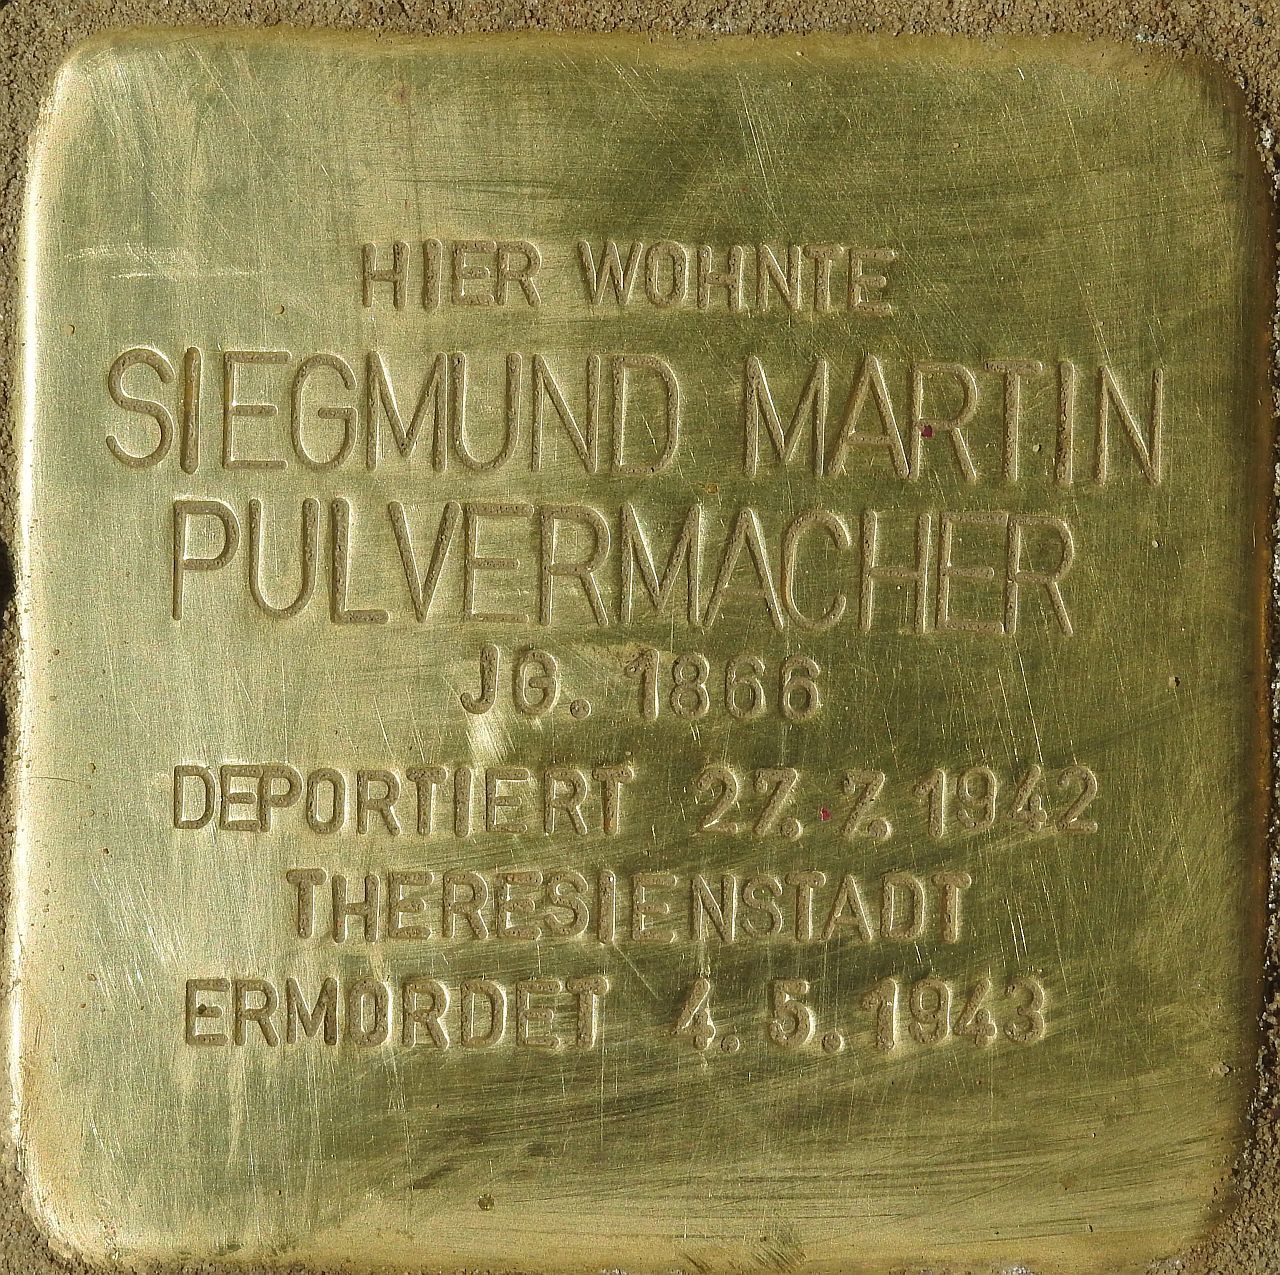 HIER WOHNTE
SIEGMUND MARTIN
PULVERMACHER
JG. 1866
DEPORTIERT 27.7.1942
THERESIENSTADT
ERMORDET 4.5.1943